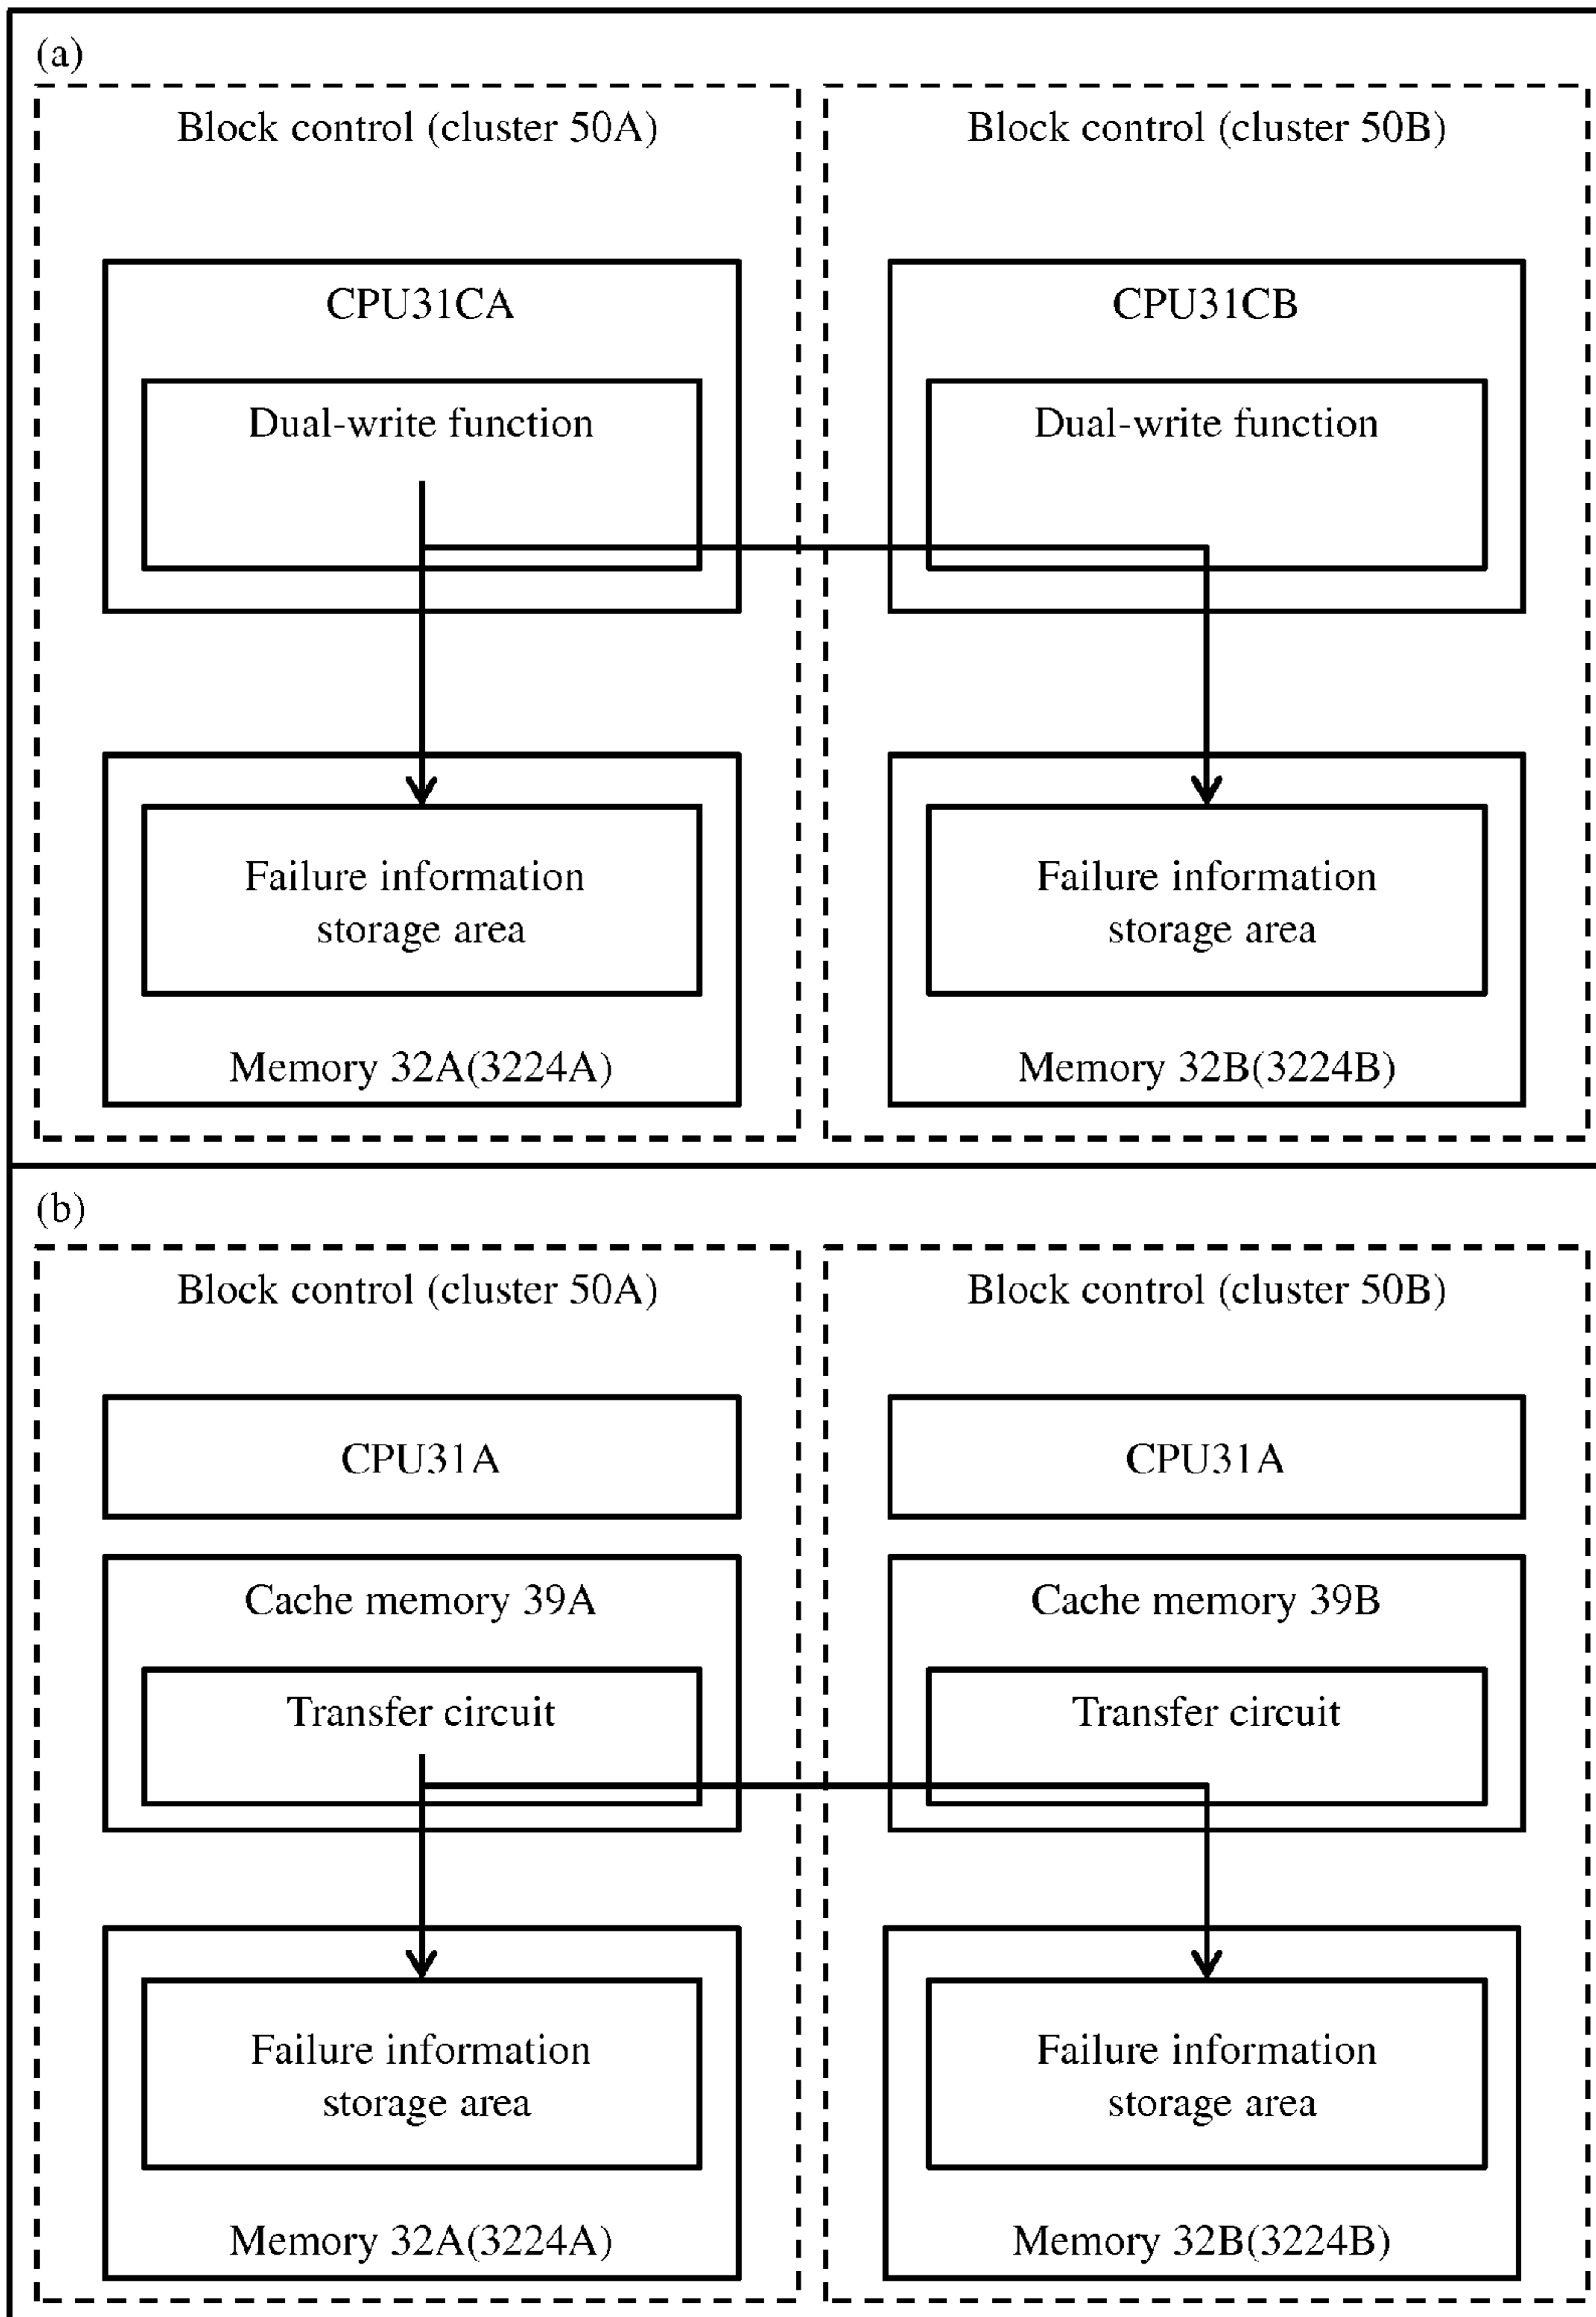 (a)
Block control (cluster 50A)
Block control (cluster 50B)
CPU31CA
CPU31CB
Dual-write function
Dual-write function
Failure information
storage area
Failure information
storage area
Memory 32A(3224A)
Memory 32B(3224B)
(b)
Block control (cluster 50A)
Block control (cluster 50B)
CPU31A
CPU31A
Cache memory 39A
Cache memory 39B
Transfer circuit
Transfer circuit
Failure information
storage area
Failure information
storage area
Memory 32A(3224A)
Memory 32B(3224B)